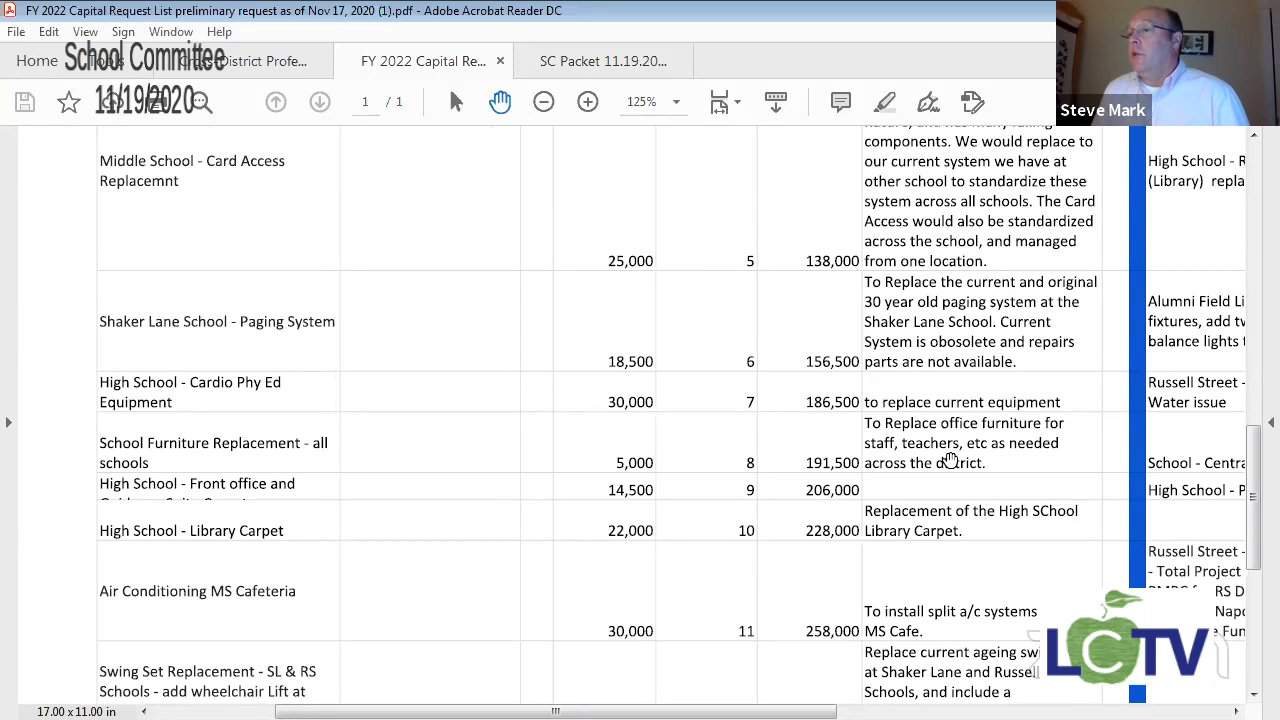 FY 2022 Capital Request List preliminary request as of Nov 17, 2020 (1).pdf - Adobe Acrobat Reader DC
File Edit View Sign Window Help
School Committee
11/19/2020
Home Tools Cross-District Profe... FY 2022 Capital Re... × SC Packet 11.19.20...
1 / 1 125%
Steve Mark
Middle School - Card Access
Replacemnt
25,000 5 138,000
components. We would replace to
our current system we have at
other school to standardize these
system across all schools. The Card
Access would also be standardized
across the school, and managed
from one location.
High School - R
(Library) repla
Shaker Lane School - Paging System
18,500 6 156,500
To Replace the current and original
30 year old paging system at the
Shaker Lane School. Current
System is obosolete and repairs
parts are not available.
Alumni Field Li
fixtures, add tv
balance lights t
High School - Cardio Phy Ed
Equipment
30,000 7 186,500
to replace current equipment
Russell Street -
Water issue
School Furniture Replacement - all
schools
5,000 8 191,500
To Replace office furniture for
staff, teachers, etc as needed
across the district.
School - Centra
High School - Front office and
14,500 9 206,000
High School - P
High School - Library Carpet
22,000 10 228,000
Replacement of the High SChool
Library Carpet.
Air Conditioning MS Cafeteria
30,000 11 258,000
To install split a/c systems
MS Cafe.
Russell Street -
- Total Project
RS D
Napo
e Fun
Swing Set Replacement - SL & RS
Schools - add wheelchair Lift at
Replace current ageing sw
at Shaker Lane and Russel
Schools, and include a
LCTV
17.00 x 11.00 in